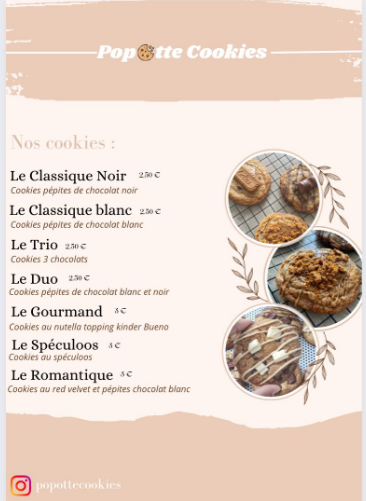 Popotte Cookies
Nos cookies :
Le Classique Noir 2.50 €
Cookies pépites de chocolat noir
Le Classique blanc 2.50 €
Cookies pépites de chocolat blanc
Le Trio 2.50 €
Cookies 3 chocolats
Le Duo 2.50 €
Cookies pépites de chocolat blanc et noir
Le Gourmand €
Cookies au nutella topping kinder Bueno
Le Spéculoos €
Cookies au spéculoos
Le Romantique €
Cookies au red velvet et pépites chocolat blanc
popottecookies